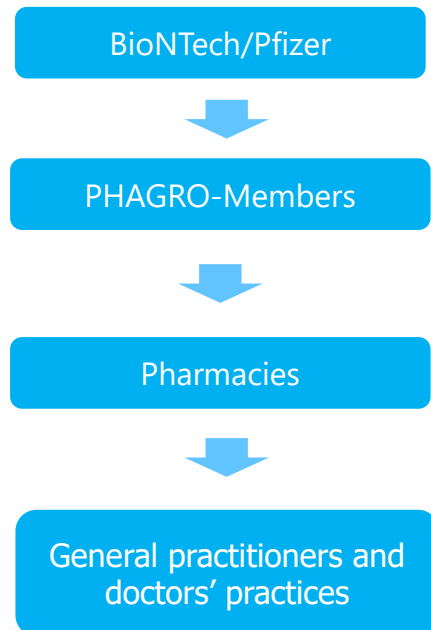 BioNTech/Pfizer
PHAGRO-Members
Pharmacies
General practitioners and
doctors’ practices